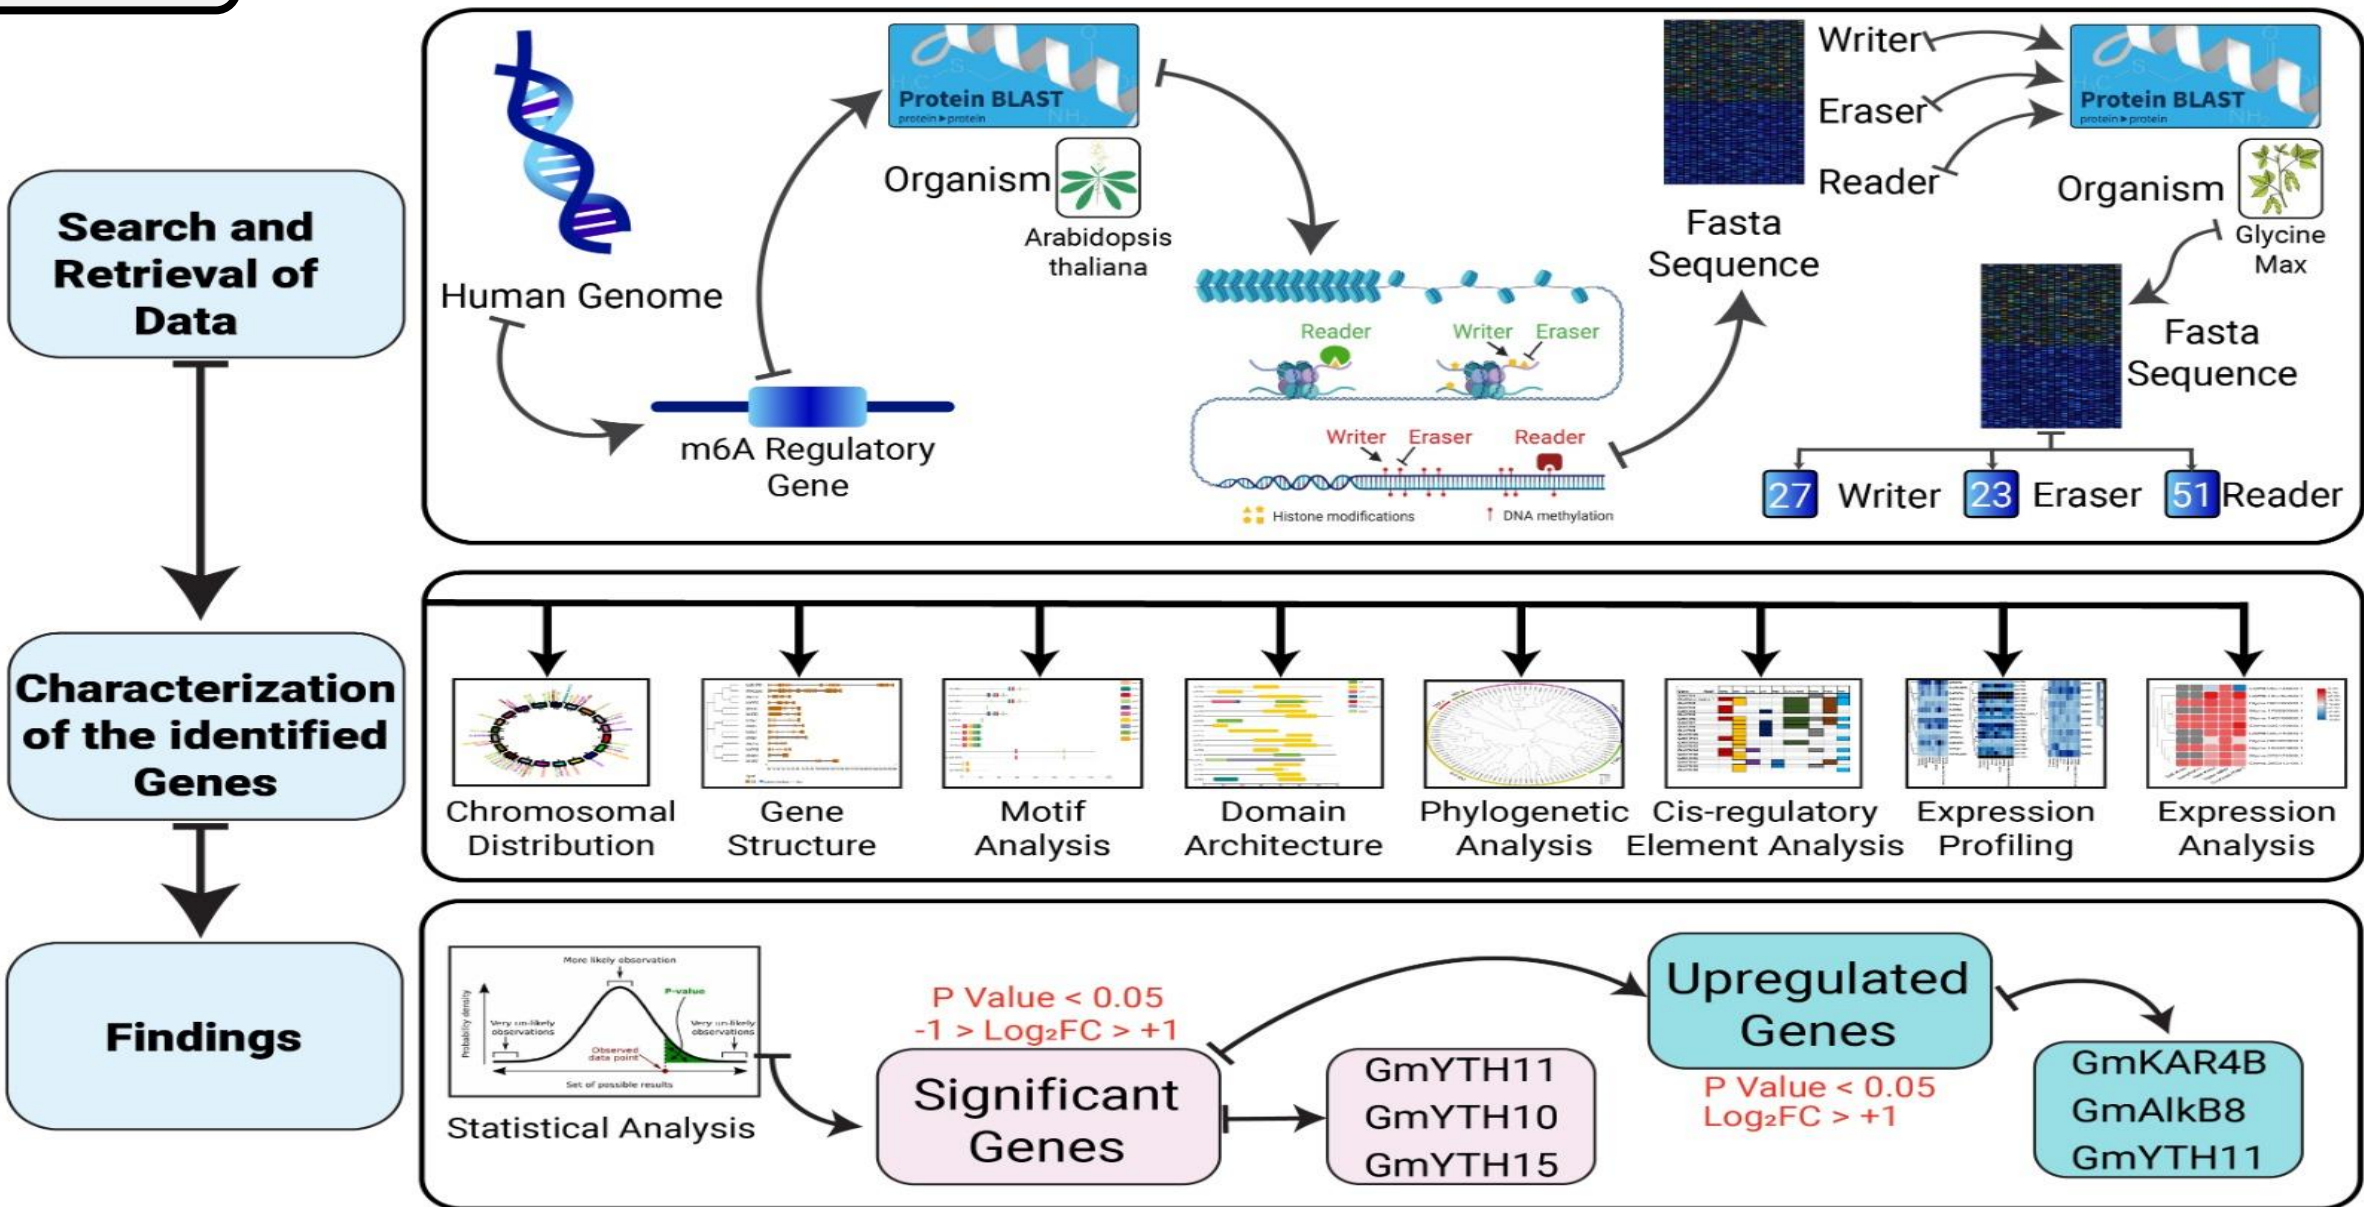 Search and
Retrieval of
Data
Human Genome
m6A Regulatory
Gene
Protein BLAST
protein ▸ protein
Organism
Arabidopsis
thaliana
Reader
Writer
Eraser
Writer
Eraser
Reader
Histone modifications
DNA methylation
Fasta
Sequence
Writer
Eraser
Reader
Protein BLAST
protein ▸ protein
Organism
Glycine
Max
Fasta
Sequence
27 Writer
23 Eraser
51 Reader
Characterization
of the identified
Genes
Chromosomal
Distribution
Gene
Structure
Motif
Analysis
Domain
Architecture
Phylogenetic
Analysis
Cis-regulatory
Element Analysis
Expression
Profiling
Expression
Analysis
Findings
More likely observation
P-value
Probability density
Very un-likely
observations
Very un-likely
observations
Observed
data point
Set of possible results
Statistical Analysis
P Value < 0.05
-1 > Log₂FC > +1
Significant
Genes
GmYTH11
GmYTH10
GmYTH15
Upregulated
Genes
P Value < 0.05
Log₂FC > +1
GmKAR4B
GmAlkB8
GmYTH11